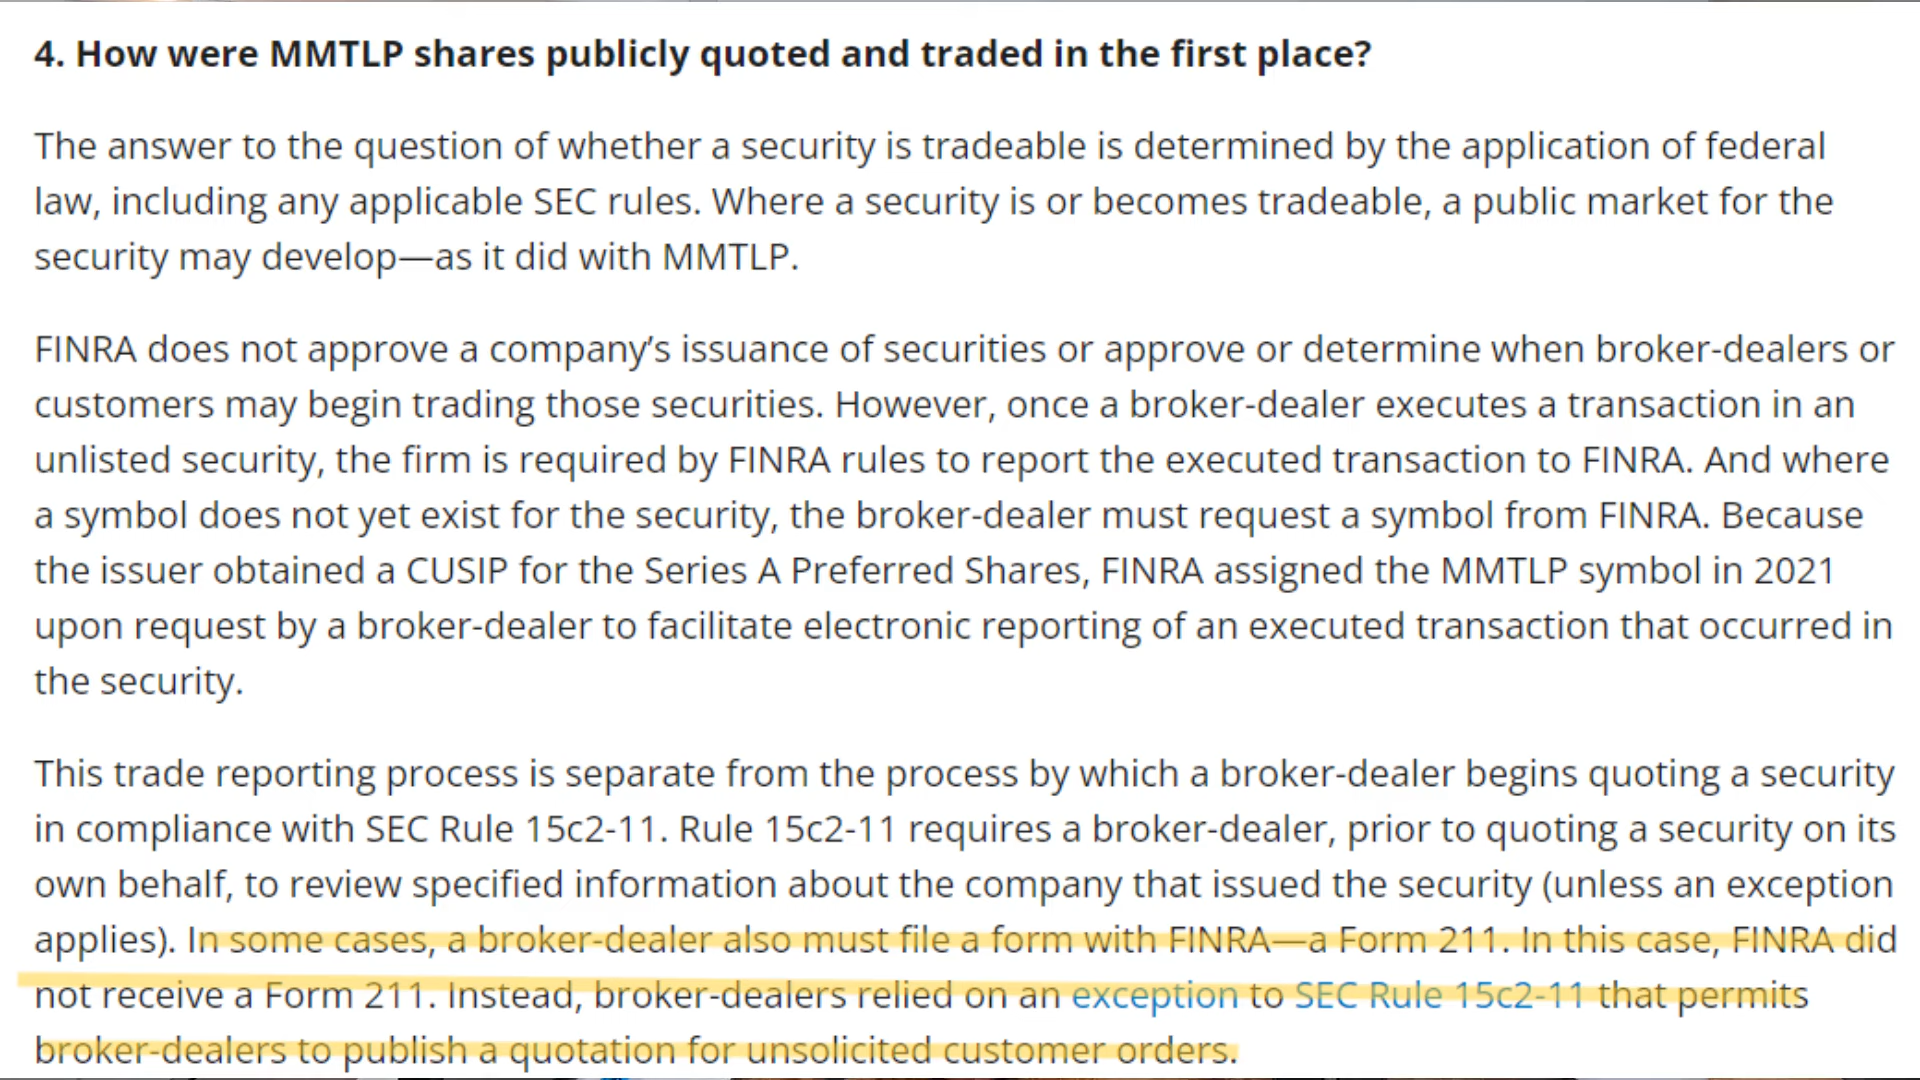 4. How were MMTLP shares publicly quoted and traded in the first place?
The answer to the question of whether a security is tradeable is determined by the application of federal
law, including any applicable SEC rules. Where a security is or becomes tradeable, a public market for the
security may develop—as it did with MMTLP.
FINRA does not approve a company’s issuance of securities or approve or determine when broker-dealers or
customers may begin trading those securities. However, once a broker-dealer executes a transaction in an
unlisted security, the firm is required by FINRA rules to report the executed transaction to FINRA. And where
a symbol does not yet exist for the security, the broker-dealer must request a symbol from FINRA. Because
the issuer obtained a CUSIP for the Series A Preferred Shares, FINRA assigned the MMTLP symbol in 2021
upon request by a broker-dealer to facilitate electronic reporting of an executed transaction that occurred in
the security.
This trade reporting process is separate from the process by which a broker-dealer begins quoting a security
in compliance with SEC Rule 15c2-11. Rule 15c2-11 requires a broker-dealer, prior to quoting a security on its
own behalf, to review specified information about the company that issued the security (unless an exception
applies). In some cases, a broker-dealer also must file a form with FINRA—a Form 211. In this case, FINRA did
not receive a Form 211. Instead, broker-dealers relied on an exception to SEC Rule 15c2-11 that permits
broker-dealers to publish a quotation for unsolicited customer orders.